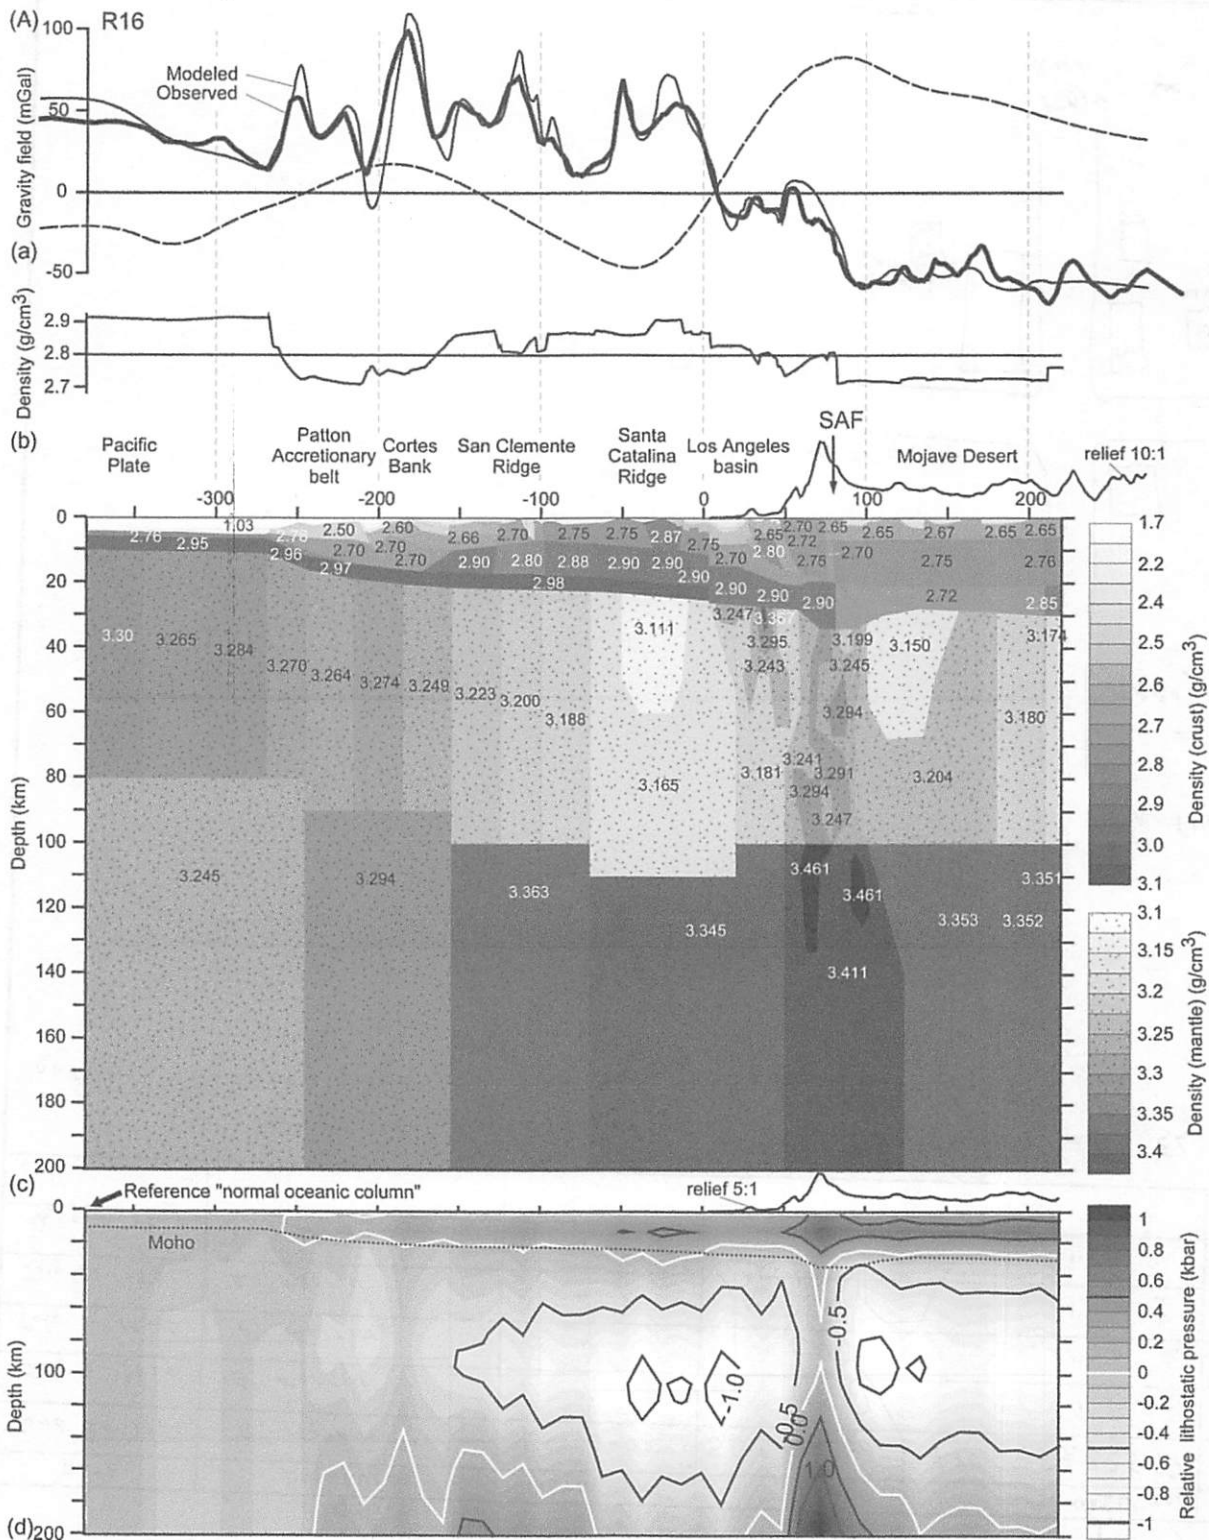 (A)
R16
100
50
0
-50
Gravity field (mGal)
Modeled
Observed
(a)
2.9
2.8
2.7
Density (g/cm³)
(b)
Pacific
Plate
Patton
Accretionary
belt
Cortes
Bank
San Clemente
Ridge
Santa
Catalina
Ridge
Los Angeles
basin
SAF
Mojave Desert
relief 10:1
-300 -200 -100 0 100 200
0
20
40
60
80
100
120
140
160
180
200
Depth (km)
1.03 2.78 2.50 2.60 2.70 2.65 2.65
2.76 2.66 2.70 2.75 2.75 2.87 2.65 2.72 2.65 2.67 2.65
2.95 2.96 2.70 2.70 2.75 2.80 2.70
2.97 2.70 2.90 2.80 2.88 2.90 2.90 2.70 2.75 2.75 2.76
2.98 2.90 2.90 2.90 2.90 2.72 2.85
3.30 3.265 3.284 3.111 3.247 3.367 3.295 3.199 3.150 3.174
3.270 3.264 3.274 3.249 3.223 3.200 3.188 3.243 3.245
3.294 3.180
3.165 3.181 3.241 3.291 3.204
3.294
3.247
3.245 3.294 3.363 3.461 3.461 3.351
3.345 3.353 3.352
3.411
1.7
2.2
2.4
2.5
2.6
2.7
2.8
2.9
3.0
3.1
Density (crust) (g/cm³)
3.1
3.15
3.2
3.25
3.3
3.35
3.4
Density (mantle) (g/cm³)
(c)
Reference "normal oceanic column"
relief 5:1
0
100
200
Depth (km)
Moho
-0.5
-1.0
0.5
0.0
1.0
1
0.8
0.6
0.4
0.2
0
-0.2
-0.4
-0.6
-0.8
-1
Relative lithostatic pressure (kbar)
(d)